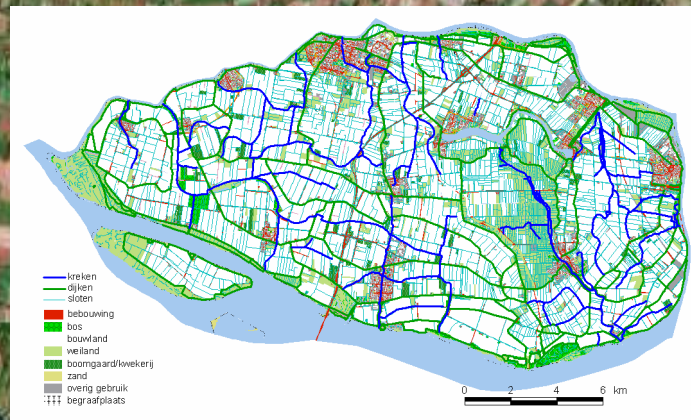 kreken
dijken
sloten
bebouwing
bos
bouwland
weiland
boomgaard/kwekerij
zand
overig gebruik
begraafplaats
0 2 4 6 km